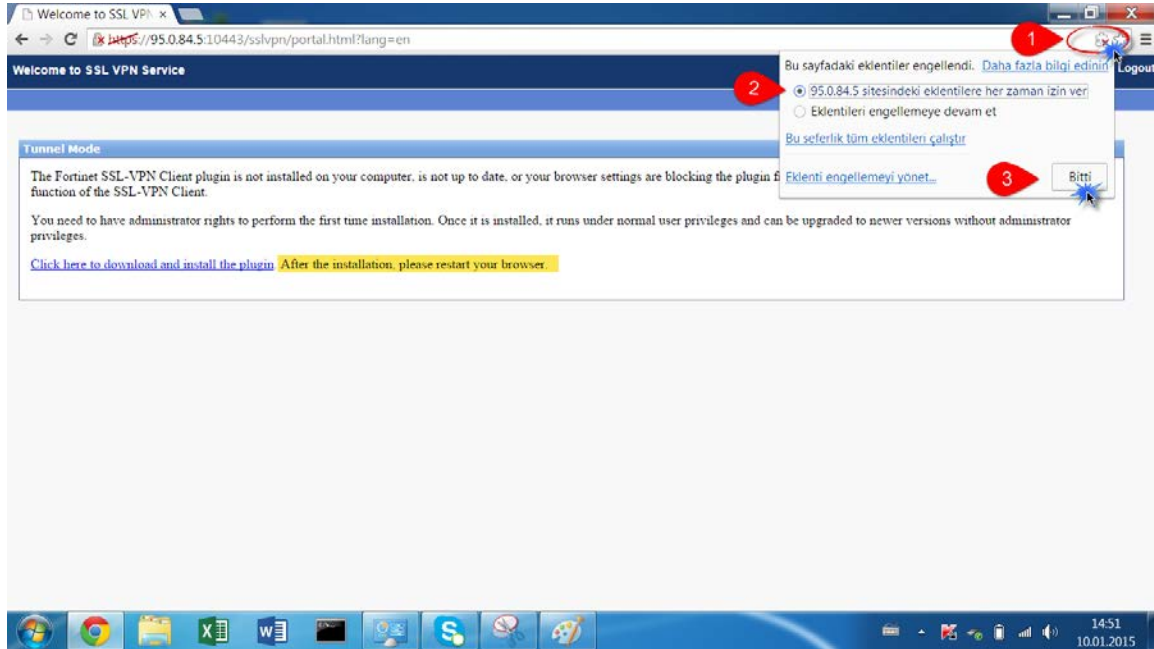 Welcome to SSL VPN
https://95.0.84.5:10443/sslvpn/portal.html?lang=en
1
Welcome to SSL VPN Service
Logout
Bu sayfadaki eklentiler engellendi. Daha fazla bilgi edinin
2
95.0.84.5 sitesindeki eklentilere her zaman izin ver
Eklentileri engellemeye devam et
Bu seferlik tüm eklentileri çalıştır
Eklenti engellemeyi yönet...
3
Bitti
Tunnel Mode
The Fortinet SSL-VPN Client plugin is not installed on your computer, is not up to date, or your browser settings are blocking the plugin
function of the SSL-VPN Client.
You need to have administrator rights to perform the first time installation. Once it is installed, it runs under normal user privileges and can be upgraded to newer versions without administrator
privileges.
Click here to download and install the plugin. After the installation, please restart your browser.
14:51
10.01.2015